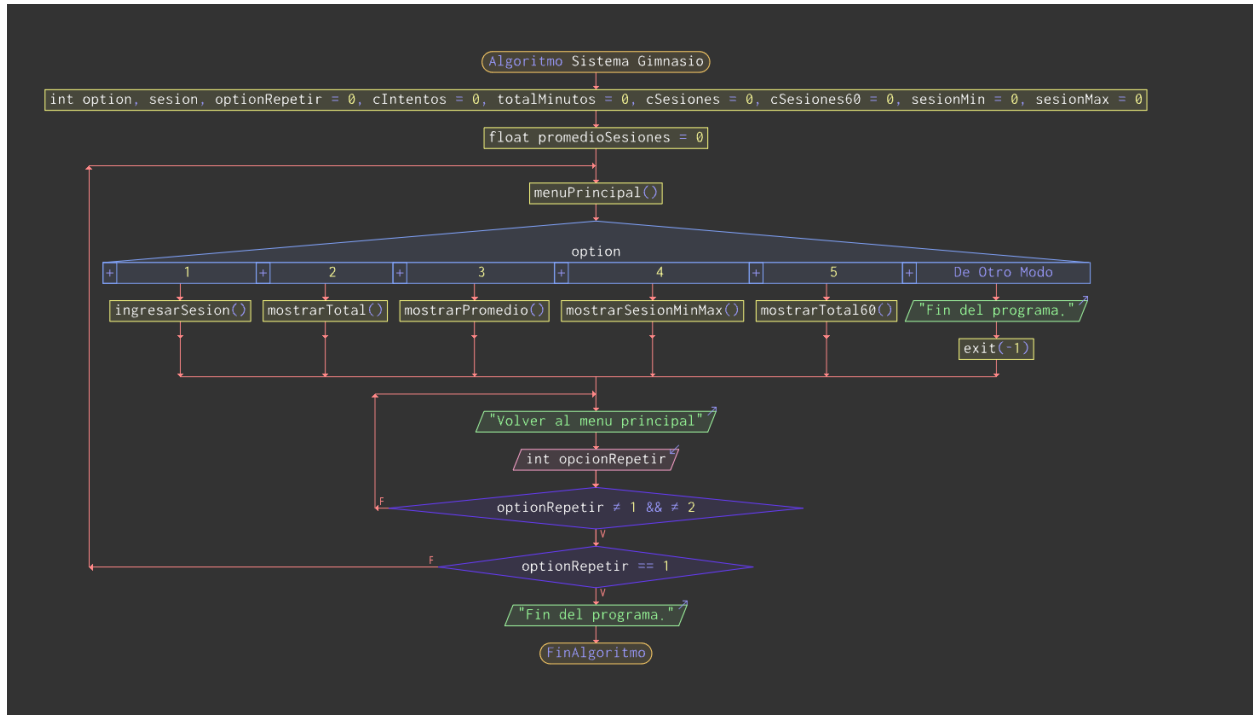 Algoritmo Sistema Gimnasio
int option, sesion, optionRepetir = 0, cIntentos = 0, totalMinutos = 0, cSesiones = 0, cSesiones60 = 0, sesionMin = 0, sesionMax = 0
float promedioSesiones = 0
menuPrincipal()
option
+ 1 + 2 + 3 + 4 + 5 + De Otro Modo
ingresarSesion() mostrarTotal() mostrarPromedio() mostrarSesionMinMax() mostrarTotal60() "Fin del programa."
exit(-1)
"Volver al menu principal"
int opcionRepetir
F
optionRepetir ≠ 1 && ≠ 2
V
F
optionRepetir == 1
V
"Fin del programa."
FinAlgoritmo